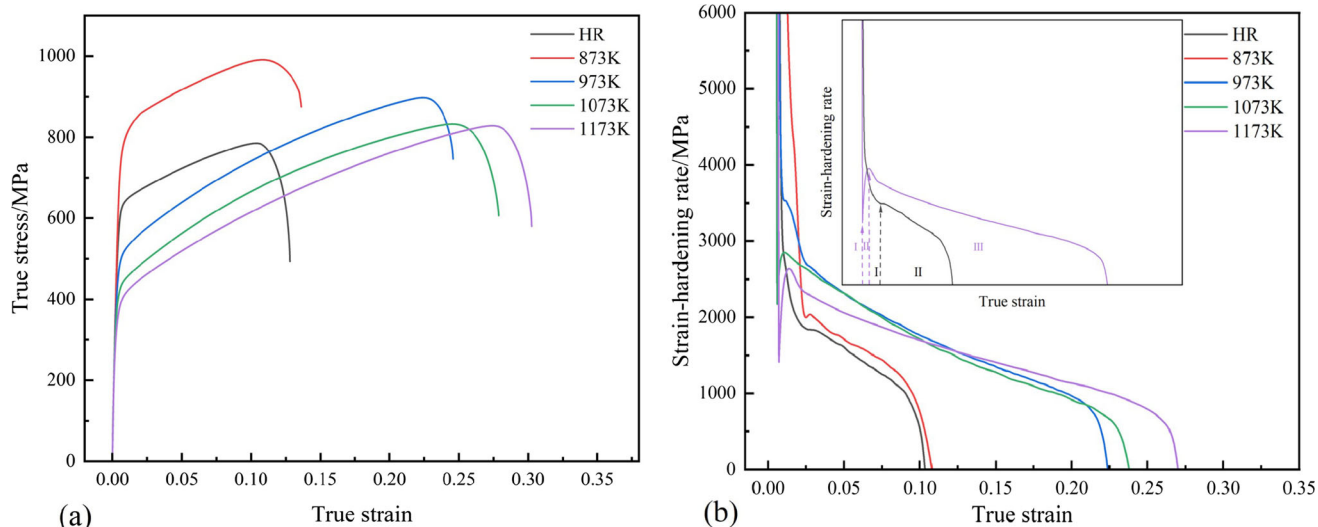 HR
873K
973K
1073K
1173K
1000
800
600
400
200
0
True stress/MPa
0.00 0.05 0.10 0.15 0.20 0.25 0.30 0.35
True strain
(a)
HR
873K
973K
1073K
1173K
6000
5000
4000
3000
2000
1000
0
Strain-hardening rate/MPa
Strain-hardening rate
I II III
I II
True strain
0.00 0.05 0.10 0.15 0.20 0.25 0.30 0.35
True strain
(b)